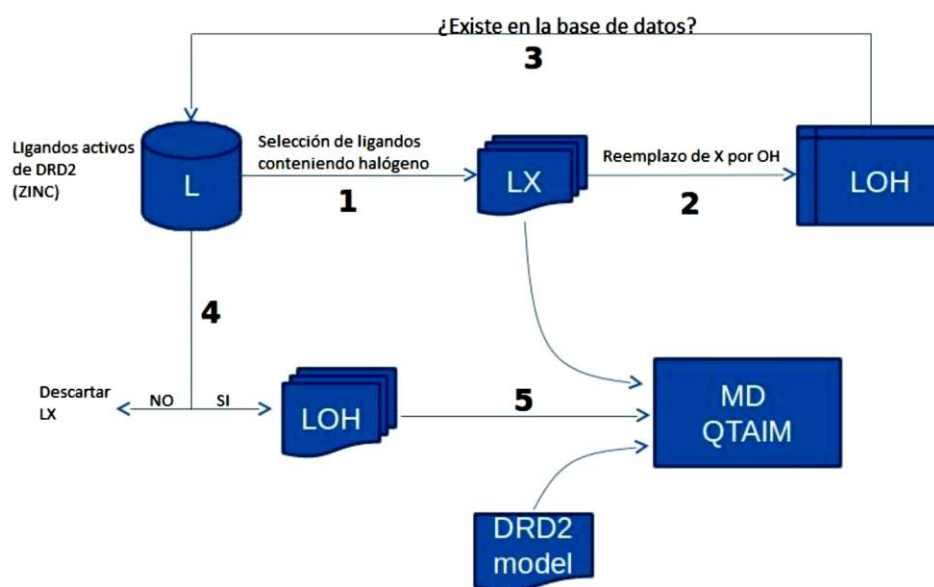 ¿Existe en la base de datos?
3
Ligandos activos
de DRD2
(ZINC)
L
Selección de ligandos
conteniendo halógeno
1
LX
Reemplazo de X por OH
2
LOH
4
Descartar
LX
NO
SI
LOH
5
MD
QTAIM
DRD2
model